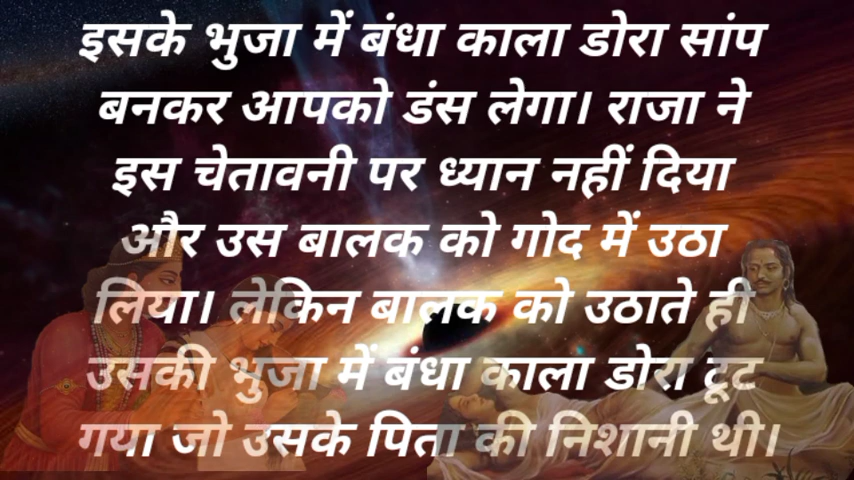 इसके भुजा में बंधा काला डोरा सांप
बनकर आपको डंस लेगा। राजा ने
इस चेतावनी पर ध्यान नहीं दिया
और उस बालक को गोद में उठा
लिया। लेकिन बालक को उठाते ही
उसकी भुजा में बंधा काला डोरा टूट
गया जो उसके पिता की निशानी थी।